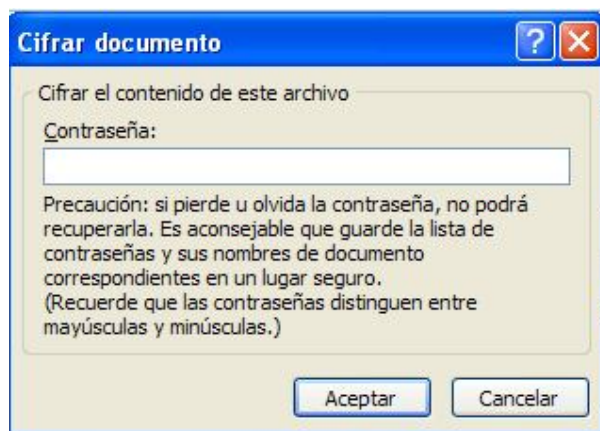 Cifrar documento
Cifrar el contenido de este archivo
Contraseña:
Precaución: si pierde u olvida la contraseña, no podrá
recuperarla. Es aconsejable que guarde la lista de
contraseñas y sus nombres de documento
correspondientes en un lugar seguro.
(Recuerde que las contraseñas distinguen entre
mayúsculas y minúsculas.)
Aceptar Cancelar